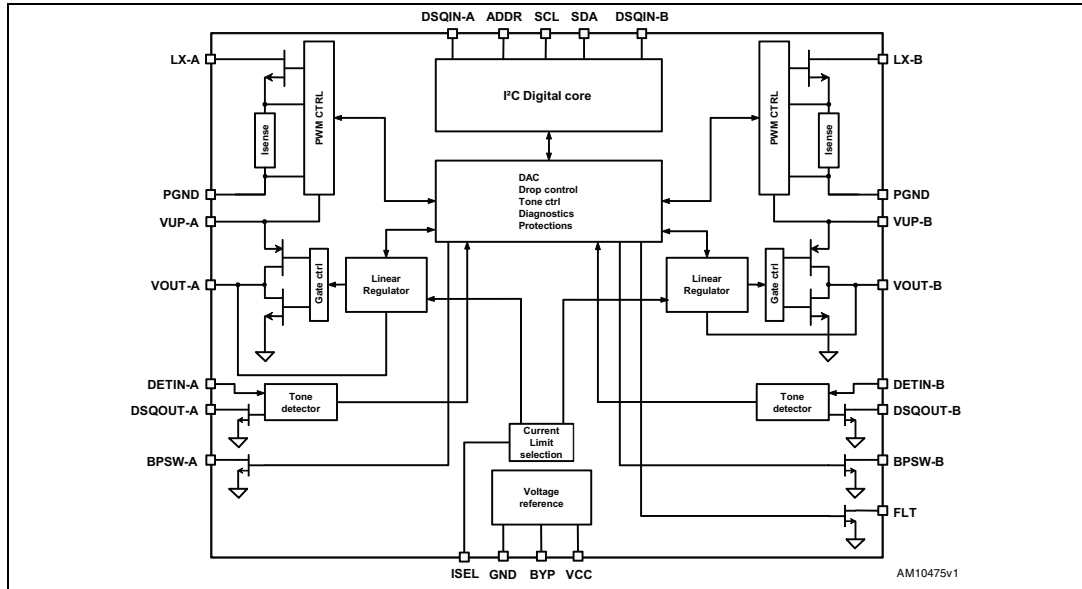 DSQIN-A ADDR SCL SDA DSQIN-B
LX-A
LX-B
I²C Digital core
PWM CTRL
PWM CTRL
Isense
Isense
DAC
Drop control
Tone ctrl
Diagnostics
Protections
PGND
PGND
VUP-A
VUP-B
Gate ctrl
Linear
Regulator
Linear
Regulator
Gate ctrl
VOUT-A
VOUT-B
DETIN-A
DETIN-B
Tone
detector
Tone
detector
DSQOUT-A
DSQOUT-B
Current
Limit
selection
BPSW-A
BPSW-B
Voltage
reference
FLT
ISEL GND BYP VCC
AM10475v1